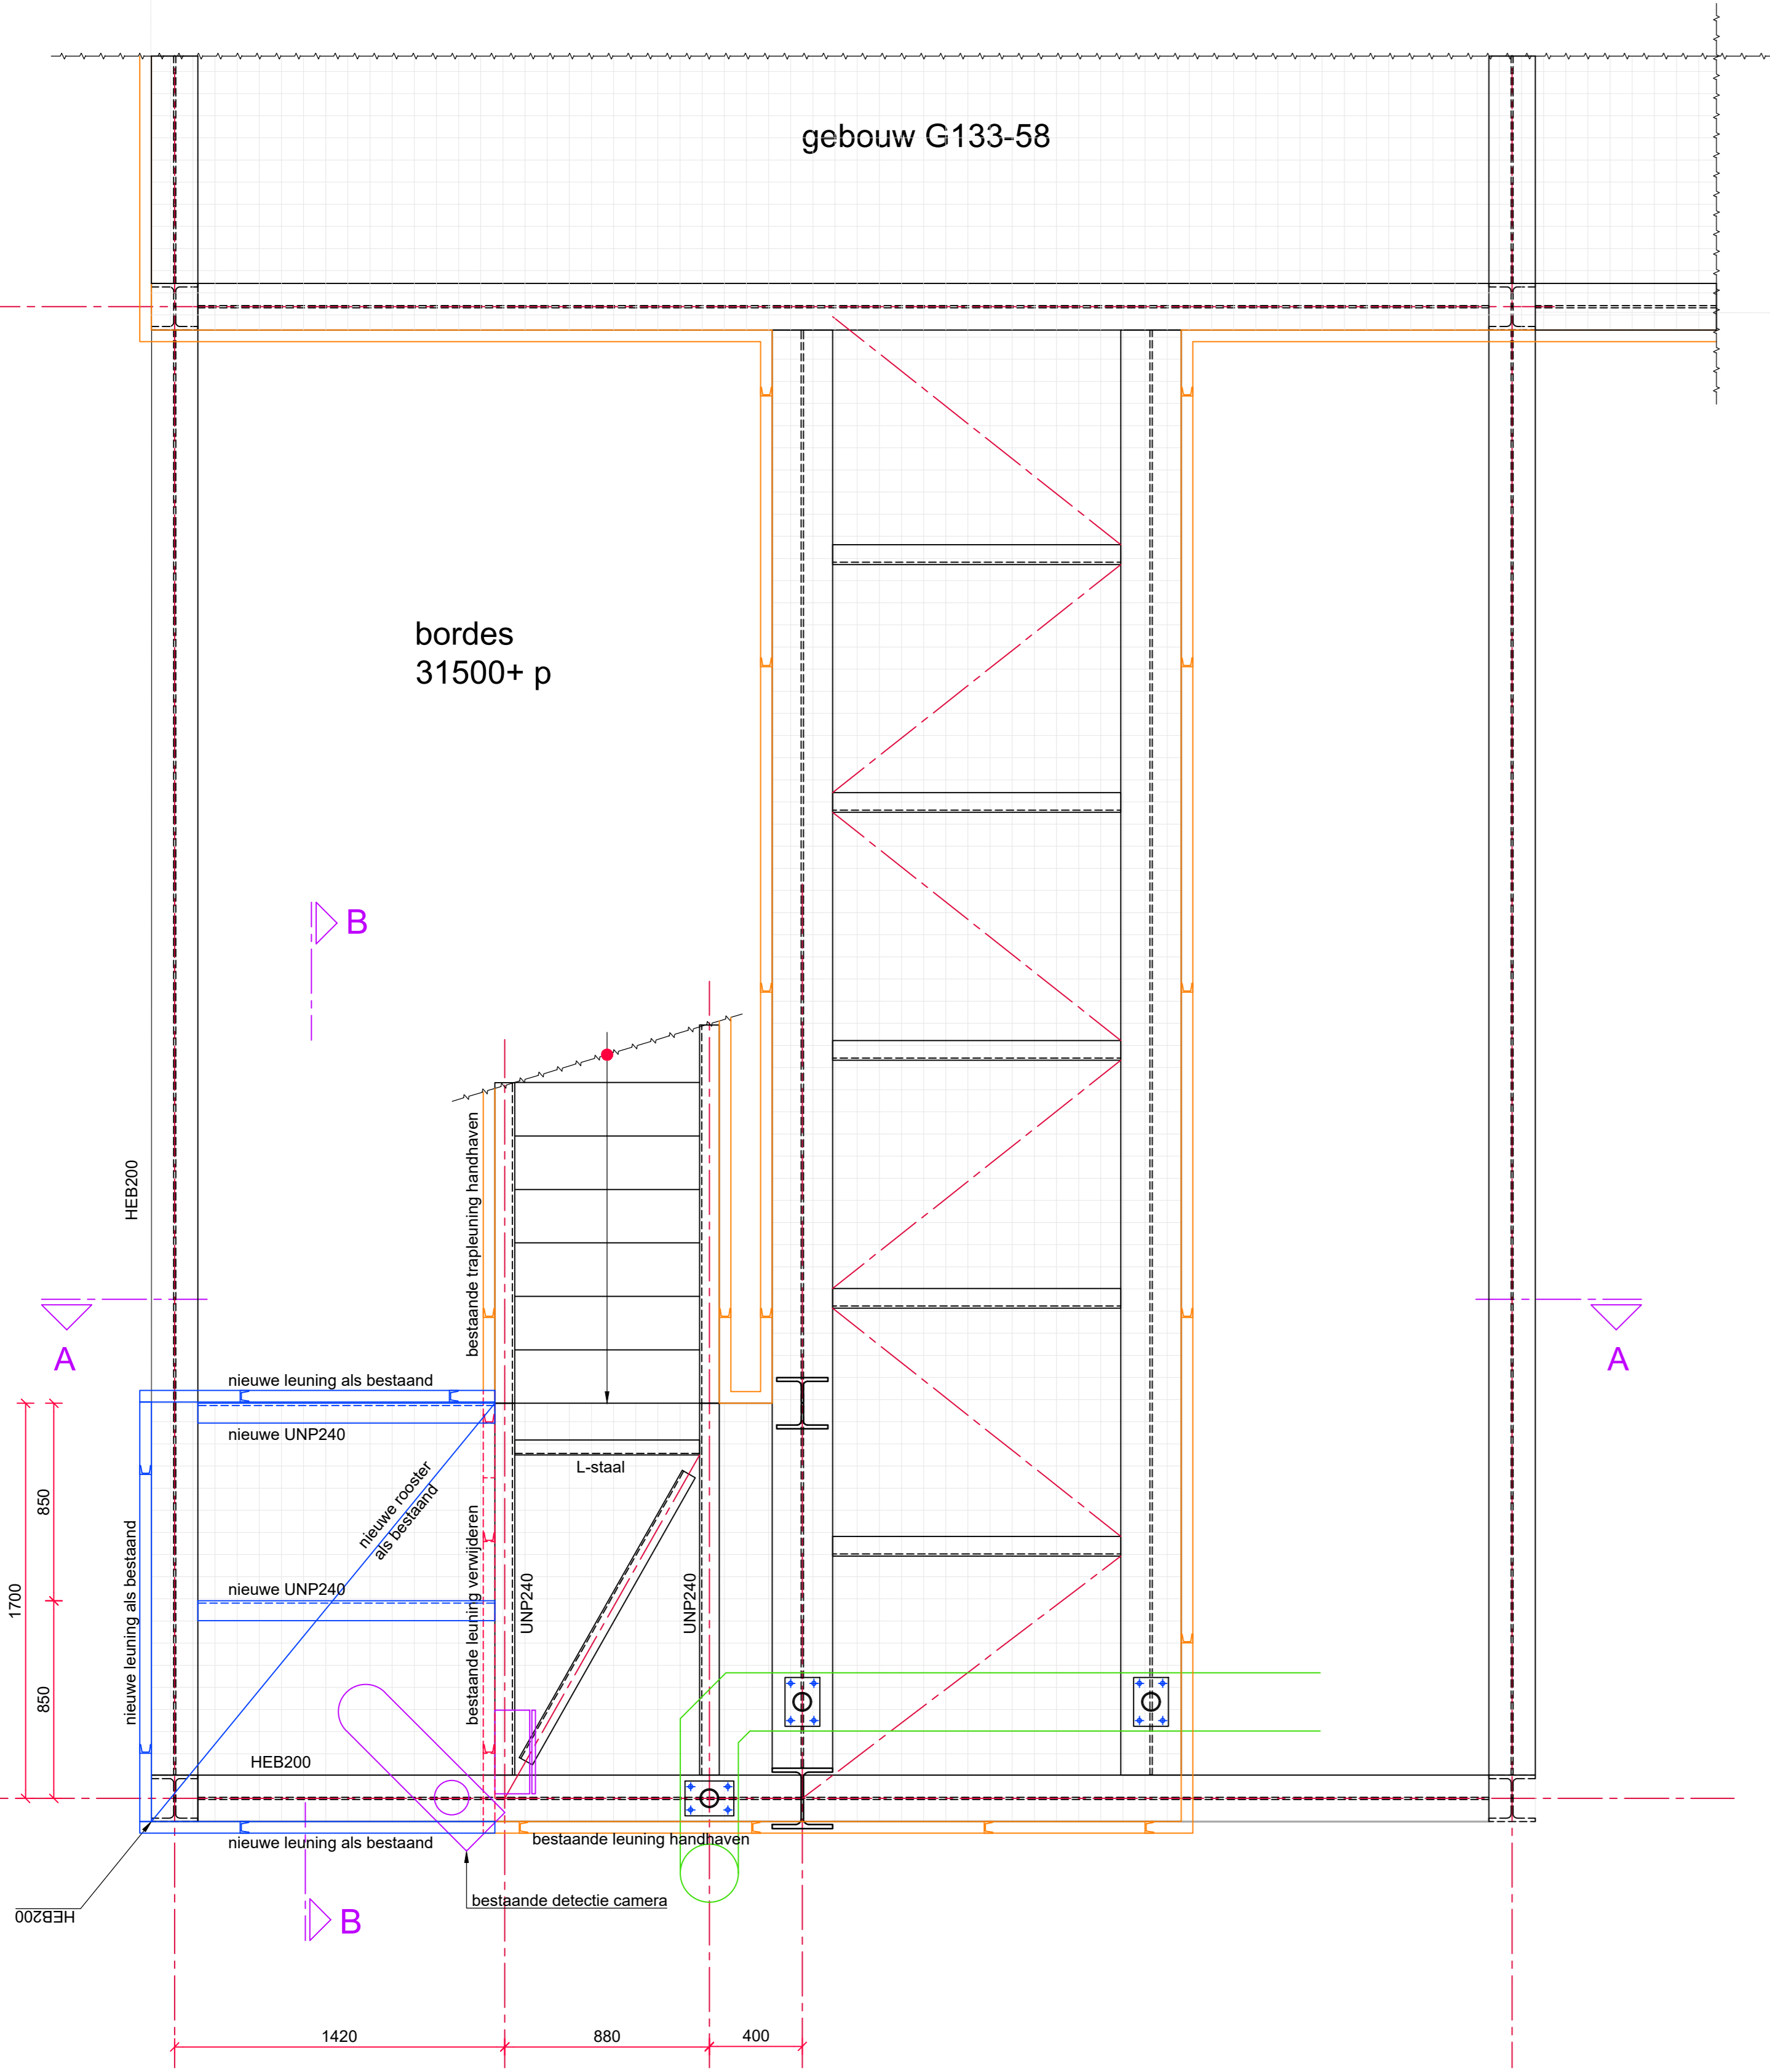 gebouw G133-58
bordes
31500+ p
B
HEB200
bestaande trapleuning handhaven
A
A
nieuwe leuning als bestaand
nieuwe UNP240
L-staal
nieuwe rooster
als bestaand
850
1700
nieuwe leuning als bestaand
nieuwe UNP240
bestaande leuning verwijderen
UNP240
UNP240
850
HEB200
nieuwe leuning als bestaand
bestaande leuning handhaven
bestaande detectie camera
HEB200
B
1420
880
400